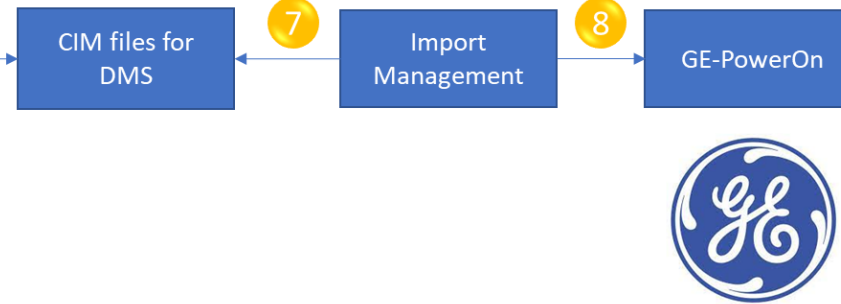 7
8
CIM files for
DMS
Import
Management
GE-PowerOn
GE